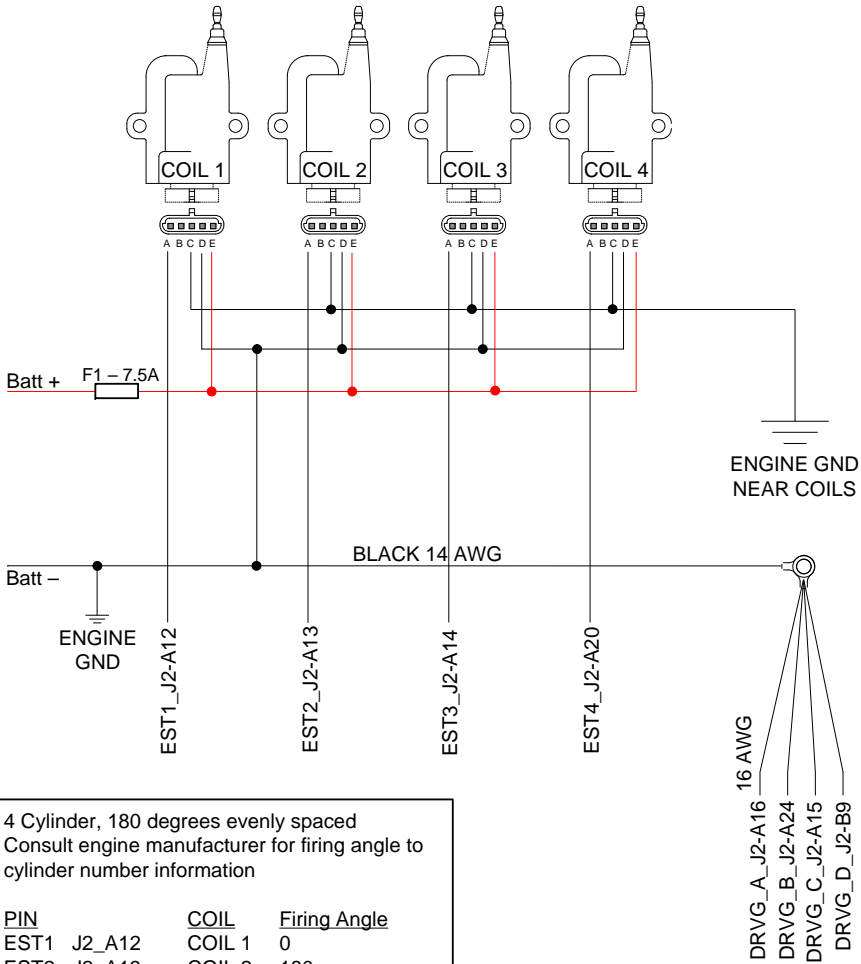 COIL 1
COIL 2
COIL 3
COIL 4
A B C D E
A B C D E
A B C D E
A B C D E
Batt +
F1 – 7.5A
ENGINE GND
NEAR COILS
BLACK 14 AWG
Batt –
ENGINE
GND
EST1_J2-A12
EST2_J2-A13
EST3_J2-A14
EST4_J2-A20
16 AWG
DRVG_A_J2-A16
DRVG_B_J2-A24
DRVG_C_J2-A15
DRVG_D_J2-B9
4 Cylinder, 180 degrees evenly spaced
Consult engine manufacturer for firing angle to
cylinder number information
PIN COIL Firing Angle
EST1 J2_A12 COIL 1 0